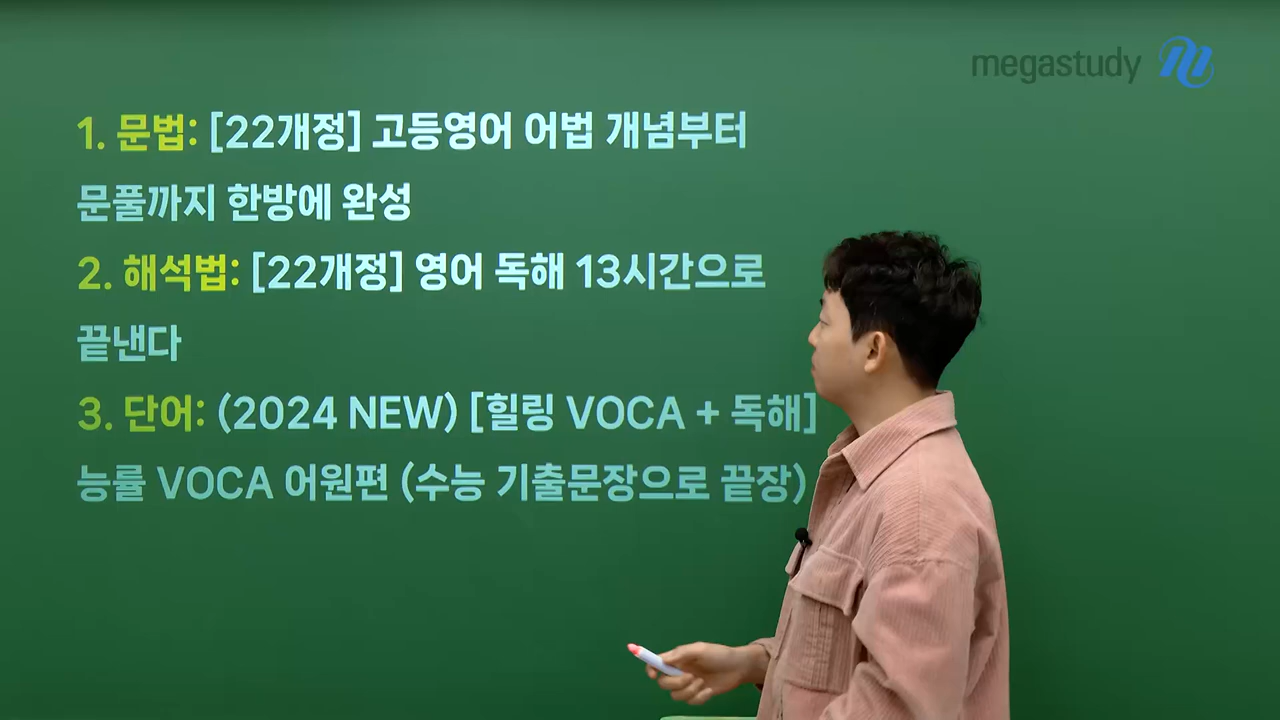 megastudy
1. 문법: [22개정] 고등영어 어법 개념부터
문풀까지 한방에 완성
2. 해석법: [22개정] 영어 독해 13시간으로
끝낸다
3. 단어: (2024 NEW) [힐링 VOCA + 독해]
능률 VOCA 어원편 (수능 기출문장으로 끝장)